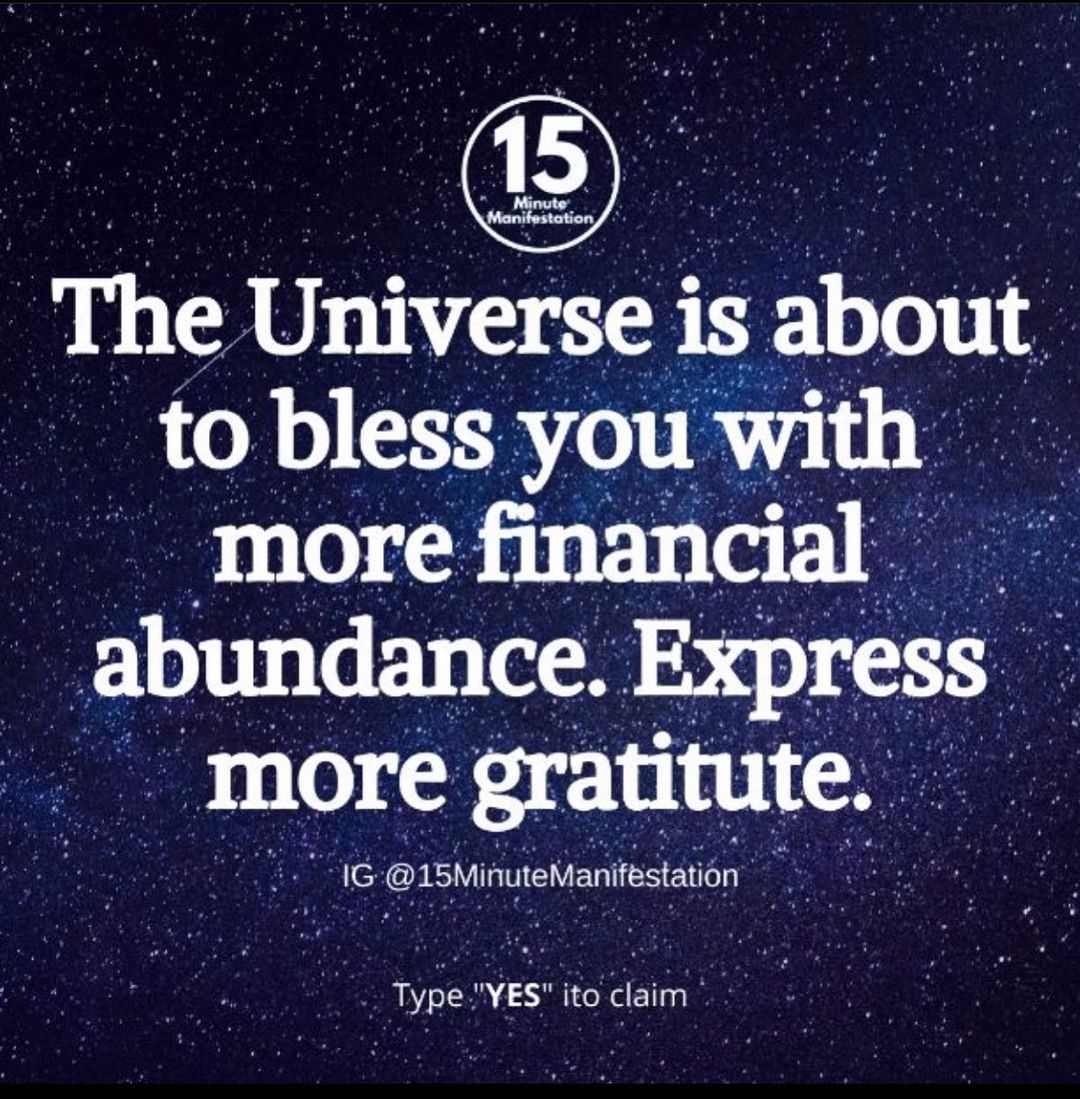 15
Minute
Manifestation
The Universe is about
to bless you with
more financial
abundance. Express
more gratitute.
IG @15MinuteManifestation
Type "YES" ito claim